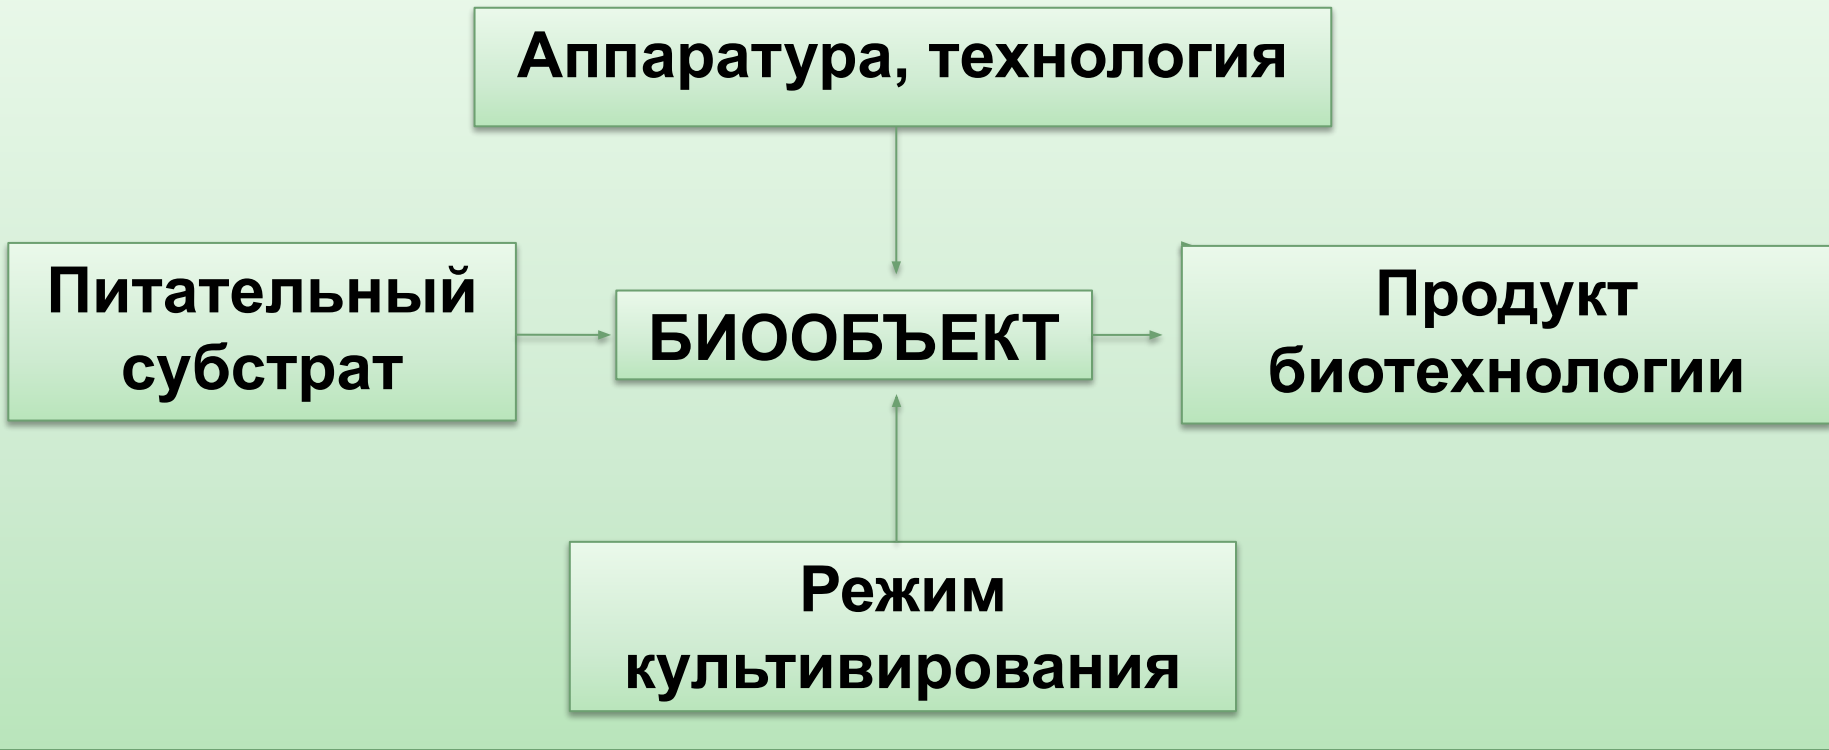 Аппаратура, технология
Питательный
субстрат
БИООБЪЕКТ
Продукт
биотехнологии
Режим
культивирования